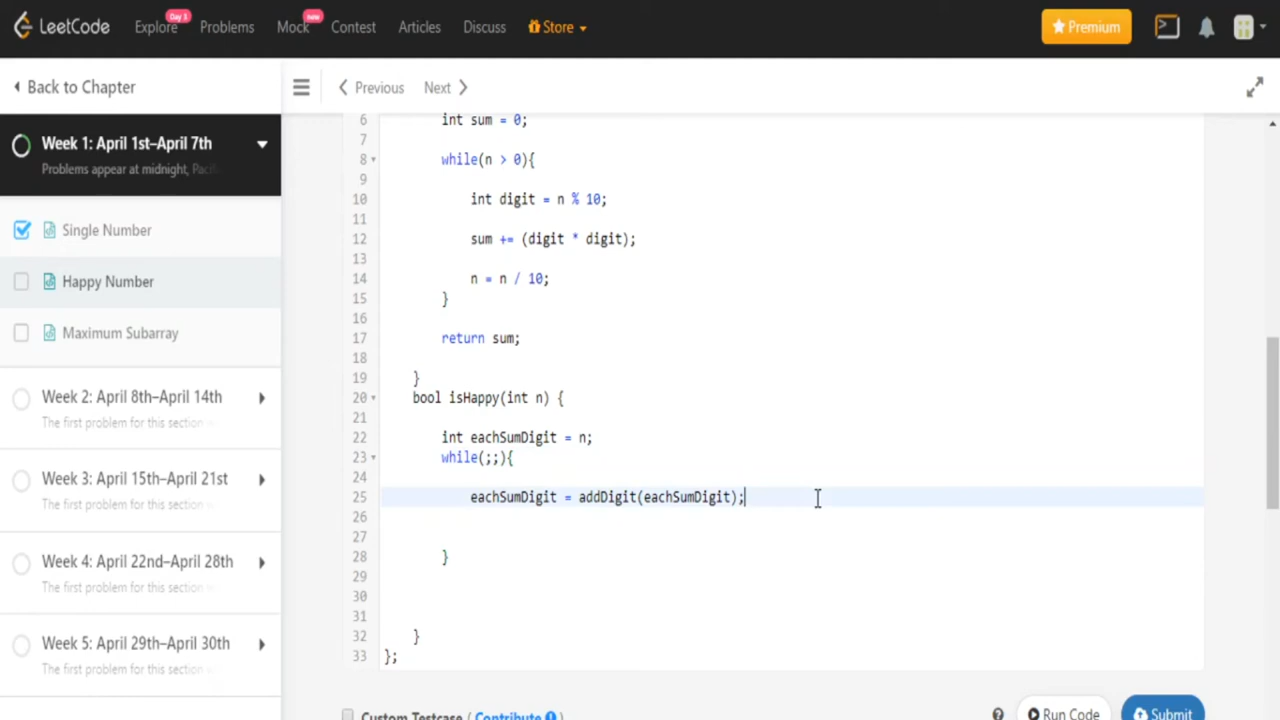 LeetCode Explore Day 3 Problems Mock new Contest Articles Discuss Store Premium
Back to Chapter
Previous Next
Week 1: April 1st–April 7th
Problems appear at midnight,
Single Number
Happy Number
Maximum Subarray
Week 2: April 8th–April 14th
The first problem for this section
Week 3: April 15th–April 21st
The first problem for this section
Week 4: April 22nd–April 28th
The first problem for this section
Week 5: April 29th–April 30th
The first problem for this section
6 int sum = 0;
7
8 while(n > 0){
9
10 int digit = n % 10;
11
12 sum += (digit * digit);
13
14 n = n / 10;
15 }
16
17 return sum;
18
19 }
20 bool isHappy(int n) {
21
22 int eachSumDigit = n;
23 while(;;){
24
25 eachSumDigit = addDigit(eachSumDigit);
26
27
28 }
29
30
31
32 }
33 };
Custom Testcase ( Contribute )
? Run Code Submit